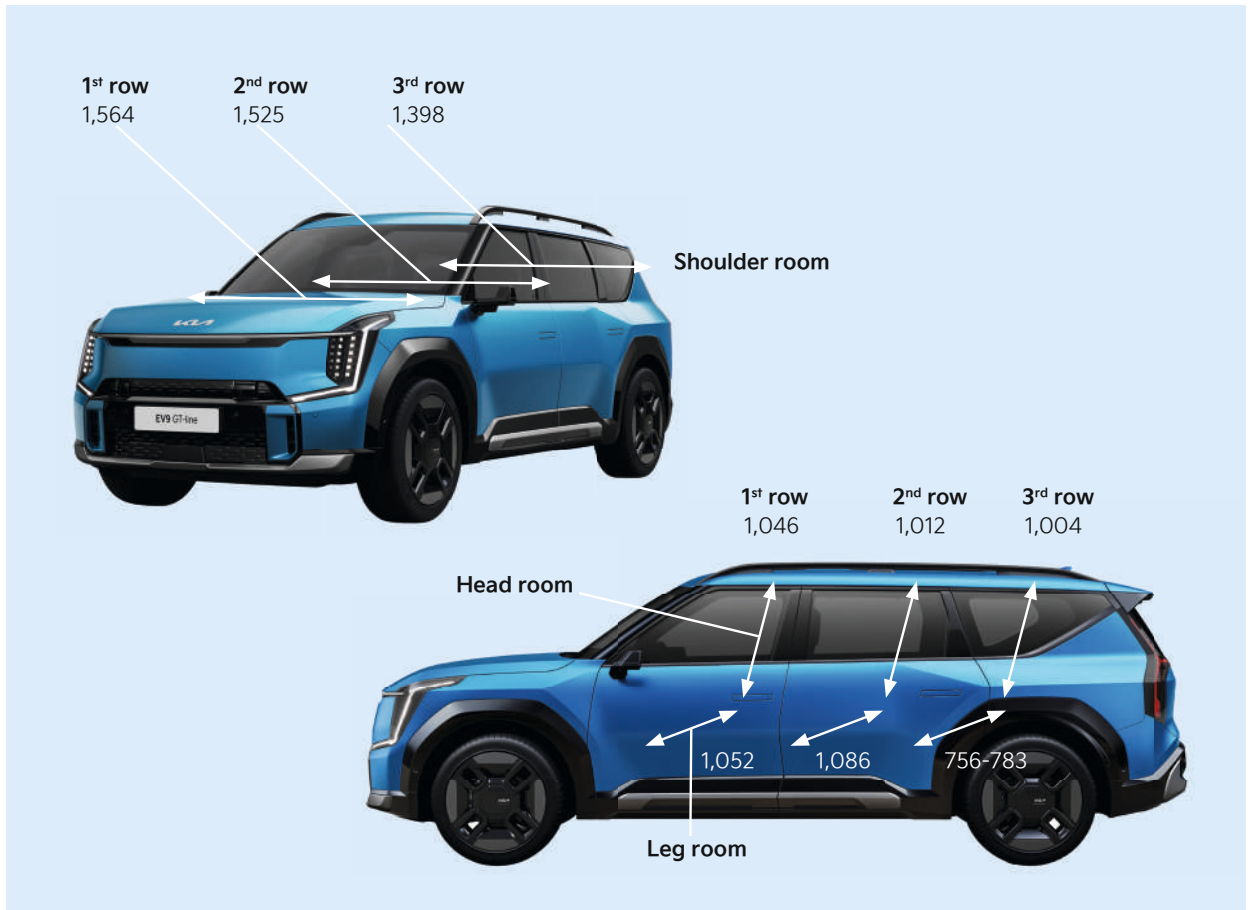 1st row 2nd row 3rd row
1,564 1,525 1,398
Shoulder room
KIA
EV9 GT-line
1st row 2nd row 3rd row
1,046 1,012 1,004
Head room
1,052 1,086 756-783
Leg room